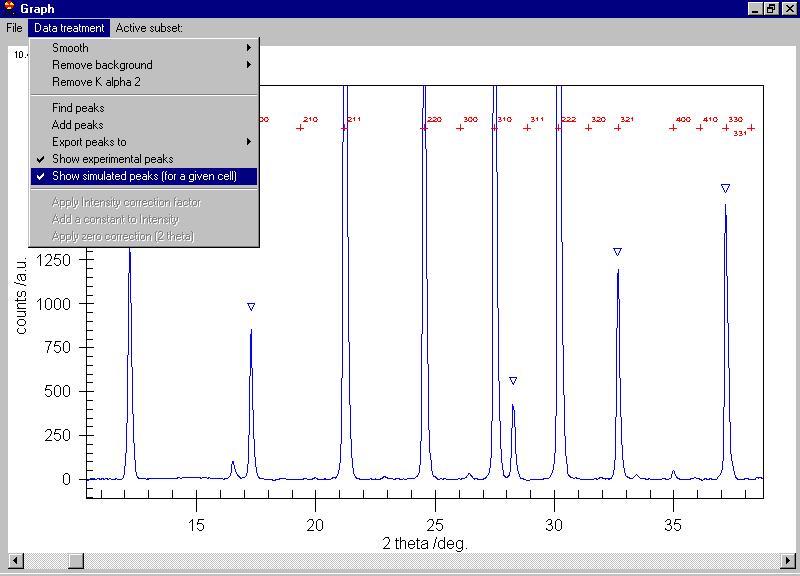 Graph
File Data treatment Active subset:
Smooth
Remove background
Remove K alpha 2
Find peaks
Add peaks
Export peaks to
Show experimental peaks
Show simulated peaks (for a given cell)
Apply Intensity correction factor
Add a constant to Intensity
Apply zero correction (2 theta)
10.
00 210 211 220 300 310 311 222 320 321 400 410 330
331
1250
1000
750
500
250
0
counts /a.u.
15 20 25 30 35
2 theta /deg.